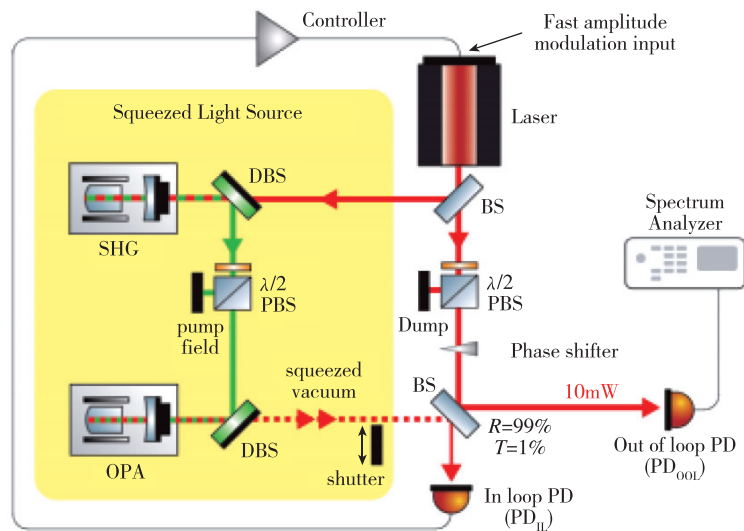 Controller
Fast amplitude
modulation input
Squeezed Light Source
Laser
DBS
BS
SHG
Spectrum
Analyzer
λ/2
PBS
pump
field
λ/2
PBS
Dump
Phase shifter
squeezed
vacuum
BS
10mW
R=99%
T=1%
OPA
DBS
shutter
Out of loop PD
(PD_OOL)
In loop PD
(PD_IL)